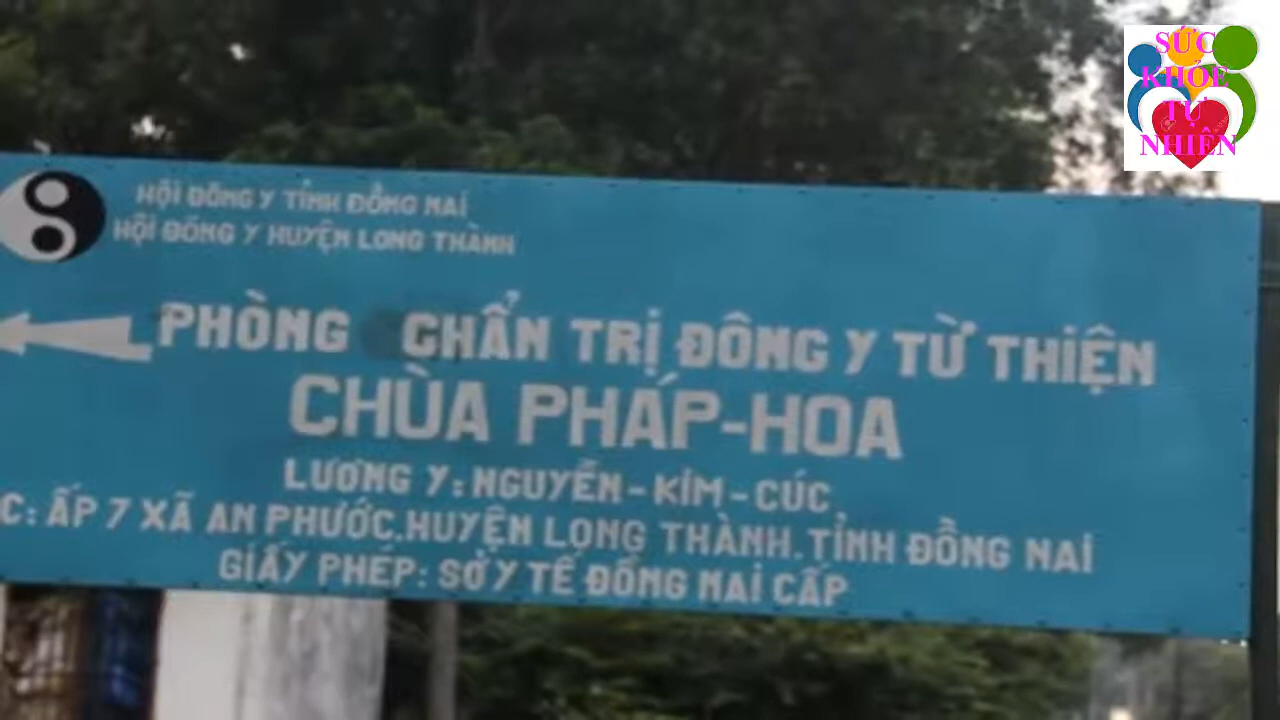 SỨC
KHỎE
TỰ
NHIÊN
HỘI ĐÔNG Y TỈNH ĐỒNG NAI
HỘI ĐÔNG Y HUYỆN LONG THÀNH
PHÒNG CHẨN TRỊ ĐÔNG Y TỪ THIỆN
CHÙA PHÁP-HOA
LƯƠNG Y: NGUYỄN-KIM-CÚC
C: ẤP 7 XÃ AN PHƯỚC.HUYỆN LONG THÀNH.TỈNH ĐỒNG NAI
GIẤY PHÉP: SỞ Y TẾ ĐỒNG NAI CẤP